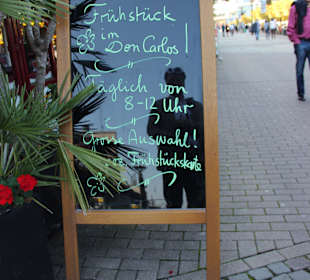 Frühstück
im
Don Carlos!
Täglich von
8-12 Uhr
"
Grosse Auswahl!
Frühstückskarte
"